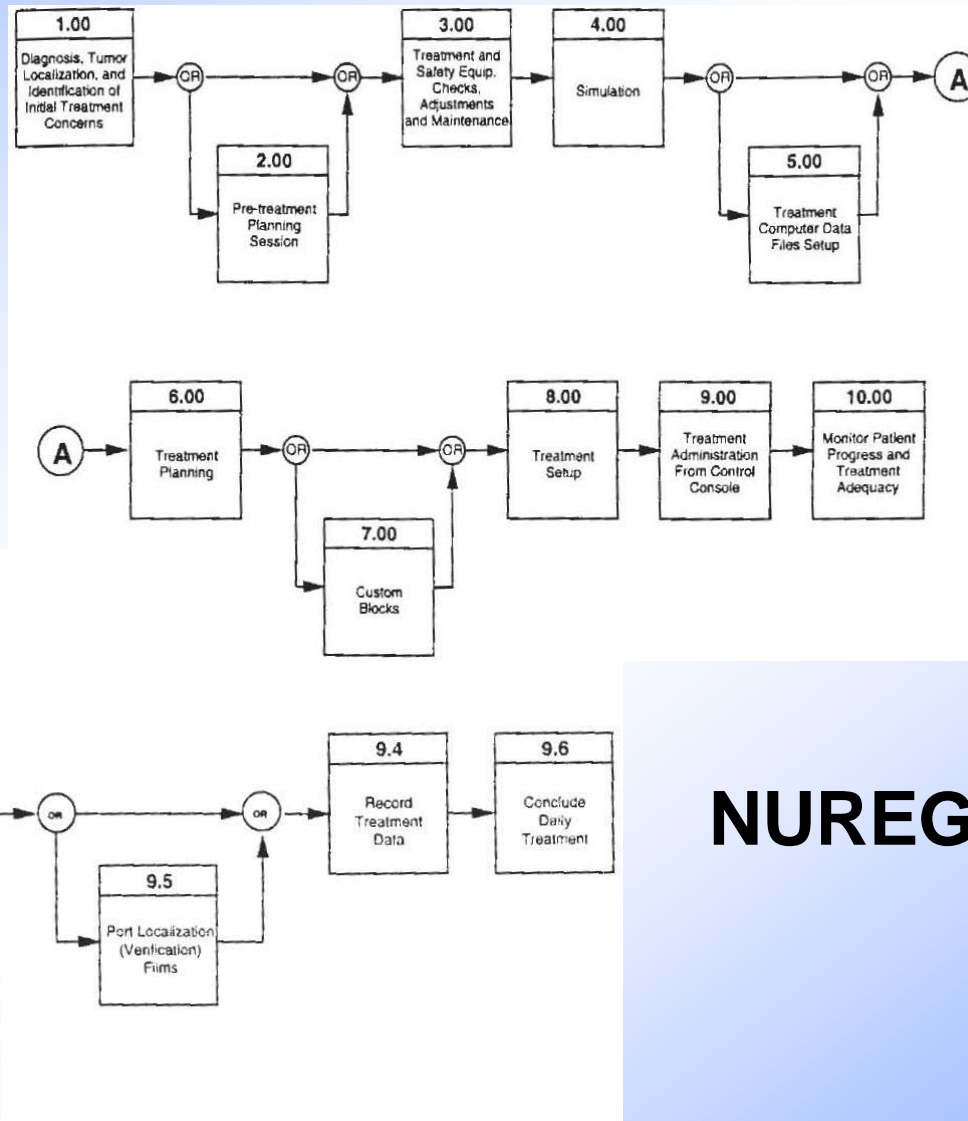 1.00
Diagnosis, Tumor
Localization, and
Identification of
Initial Treatment
Concerns
OR
OR
2.00
Pre-treatment
Planning
Session
3.00
Treatment and
Safety Equip.
Checks,
Adjustments
and Maintenance
4.00
Simulation
OR
OR
A
5.00
Treatment
Computer Data
Files Setup
A
6.00
Treatment
Planning
OR
OR
7.00
Custom
Blocks
8.00
Treatment
Setup
9.00
Treatment
Administration
From Control
Console
10.00
Monitor Patient
Progress and
Treatment
Adequacy
OR
OR
9.5
Port Localization
(Verification)
Films
9.4
Record
Treatment
Data
9.6
Conclude
Daily
Treatment
NUREG